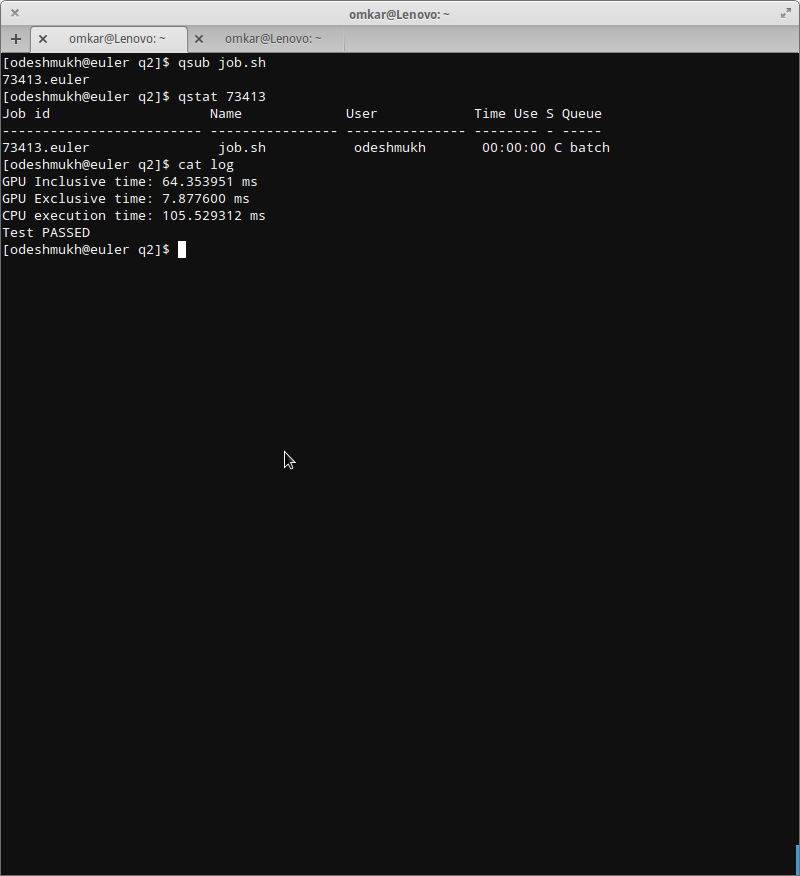 omkar@Lenovo: ~
omkar@Lenovo: ~ omkar@Lenovo: ~
[odeshmukh@euler q2]$ qsub job.sh
73413.euler
[odeshmukh@euler q2]$ qstat 73413
Job id                    Name             User            Time Use S Queue
------------------------- ---------------- --------------- -------- - -----
73413.euler                job.sh           odeshmukh       00:00:00 C batch
[odeshmukh@euler q2]$ cat log
GPU Inclusive time: 64.353951 ms
GPU Exclusive time: 7.877600 ms
CPU execution time: 105.529312 ms
Test PASSED
[odeshmukh@euler q2]$